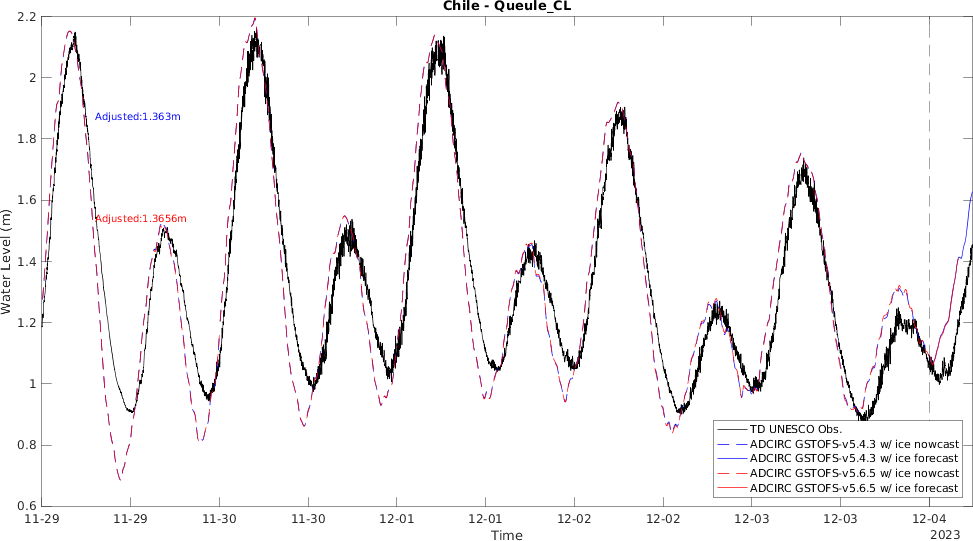 Chile - Queule_CL
2.2
2
1.8
1.6
1.4
1.2
1
0.8
0.6
Water Level (m)
Adjusted:1.363m
Adjusted:1.3656m
TD UNESCO Obs.
ADCIRC GSTOFS-v5.4.3 w/ ice nowcast
ADCIRC GSTOFS-v5.4.3 w/ ice forecast
ADCIRC GSTOFS-v5.6.5 w/ ice nowcast
ADCIRC GSTOFS-v5.6.5 w/ ice forecast
11-29 11-29 11-30 11-30 12-01 12-01 12-02 12-02 12-03 12-03 12-04
2023
Time